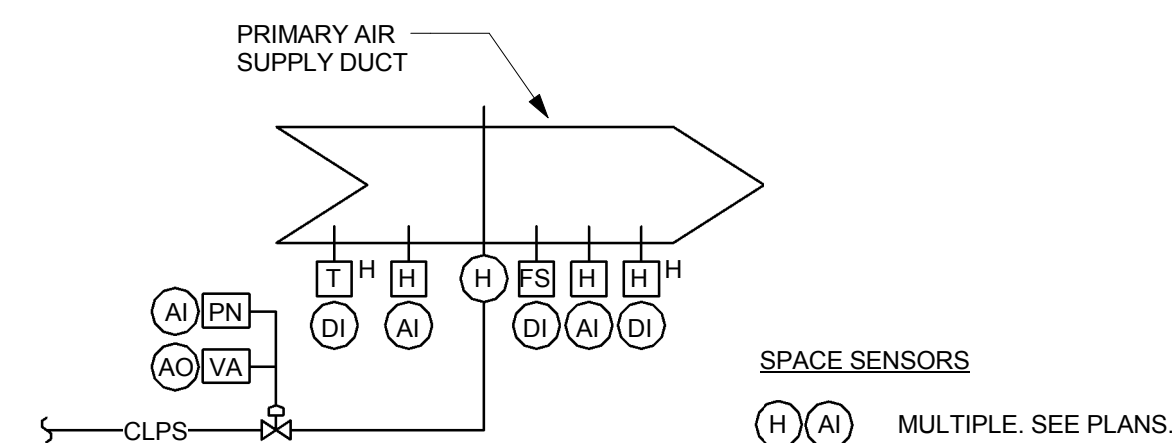 PRIMARY AIR
SUPPLY DUCT
T H H H FS H H H
AI PN DI AI DI AI DI
AO VA
SPACE SENSORS
CLPS H AI MULTIPLE. SEE PLANS.